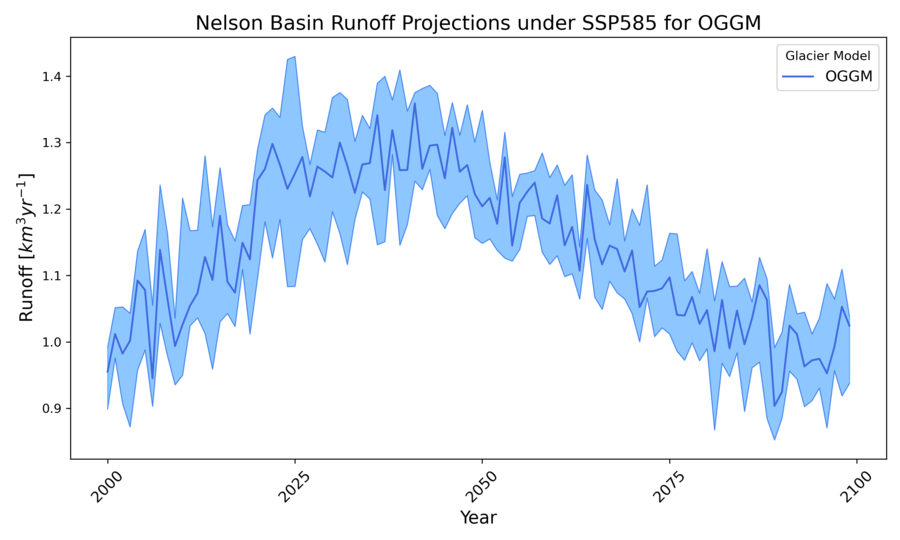 Nelson Basin Runoff Projections under SSP585 for OGGM
Glacier Model
OGGM
Runoff [km³yr⁻¹]
1.4
1.3
1.2
1.1
1.0
0.9
2000
2025
2050
2075
2100
Year